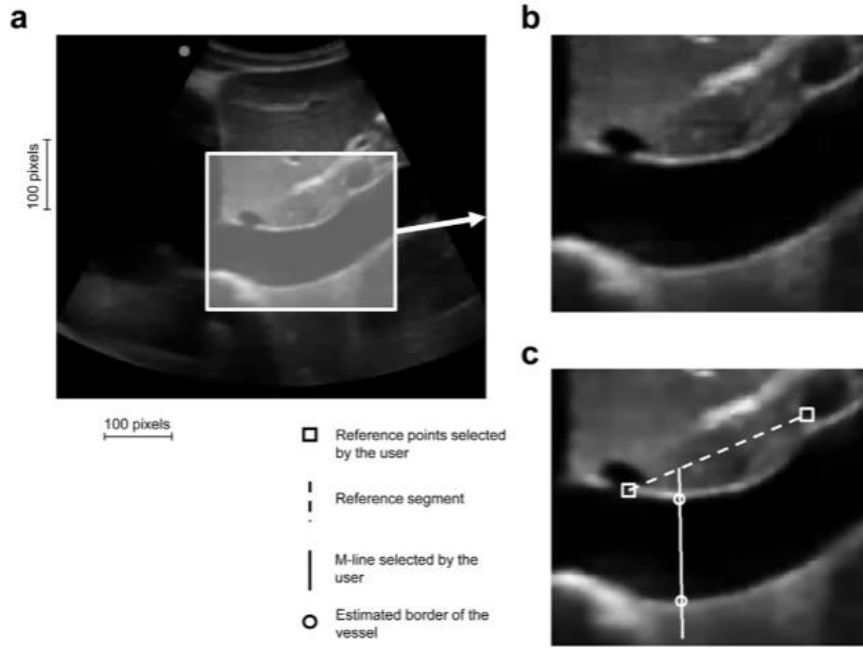 a
b
100 pixels
c
100 pixels
Reference points selected
by the user
Reference segment
M-line selected by the
user
Estimated border of the
vessel